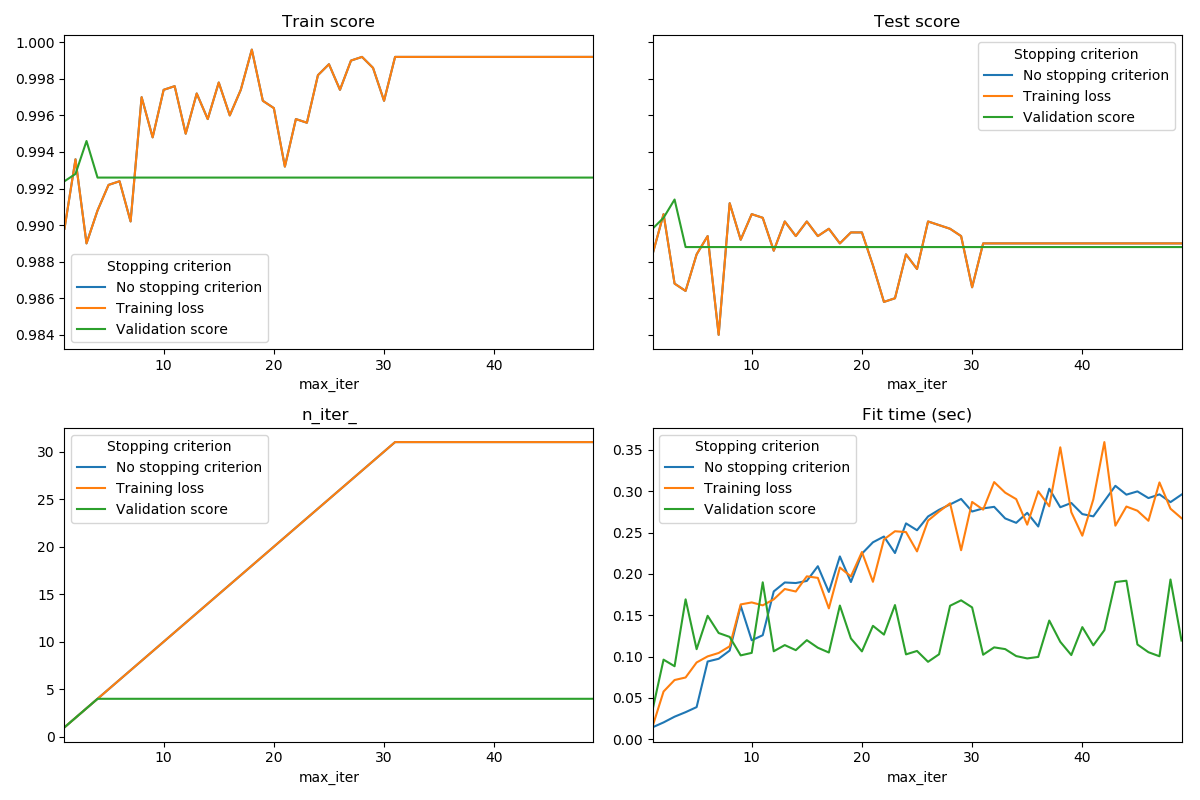 Train score
1.000
0.998
0.996
0.994
0.992
0.990
0.988
0.986
0.984
Stopping criterion
No stopping criterion
Training loss
Validation score
10
20
30
40
max_iter
Test score
Stopping criterion
No stopping criterion
Training loss
Validation score
10
20
30
40
max_iter
n_iter_
30
25
20
15
10
5
0
Stopping criterion
No stopping criterion
Training loss
Validation score
10
20
30
40
max_iter
Fit time (sec)
0.35
0.30
0.25
0.20
0.15
0.10
0.05
0.00
Stopping criterion
No stopping criterion
Training loss
Validation score
10
20
30
40
max_iter